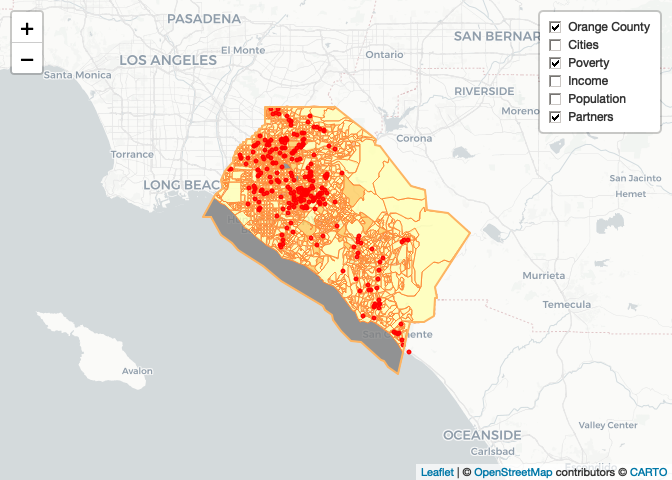 +
−
Orange County
Cities
Poverty
Income
Population
Partners
PASADENA
SAN BERNAR
El Monte
LOS ANGELES
Ontario
Santa Monica
RIVERSIDE
Moreno
Corona
Torrance
LONG BEAC
San Jacinto
Hemet
Murrieta
Temecula
San Clemente
Avalon
Valley Center
OCEANSIDE
Carlsbad
Leaflet | © OpenStreetMap contributors © CARTO